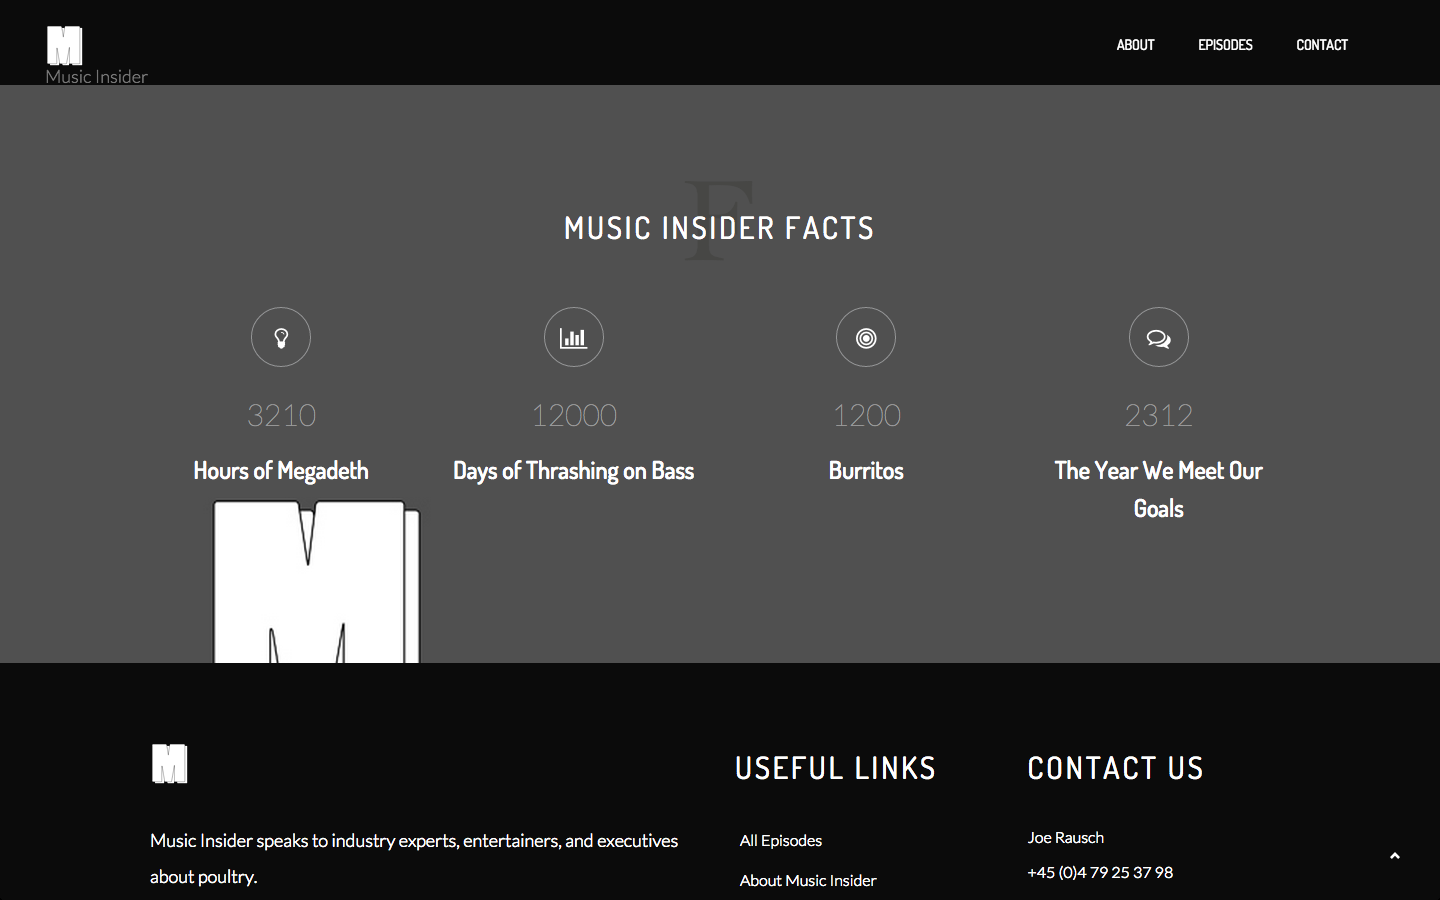 M
Music Insider
ABOUT
EPISODES
CONTACT
F
MUSIC INSIDER FACTS
3210
12000
1200
2312
Hours of Megadeth
Days of Thrashing on Bass
Burritos
The Year We Meet Our
Goals
M
M
USEFUL LINKS
CONTACT US
Music Insider speaks to industry experts, entertainers, and executives
about poultry.
All Episodes
About Music Insider
Joe Rausch
+45 (0)4 79 25 37 98